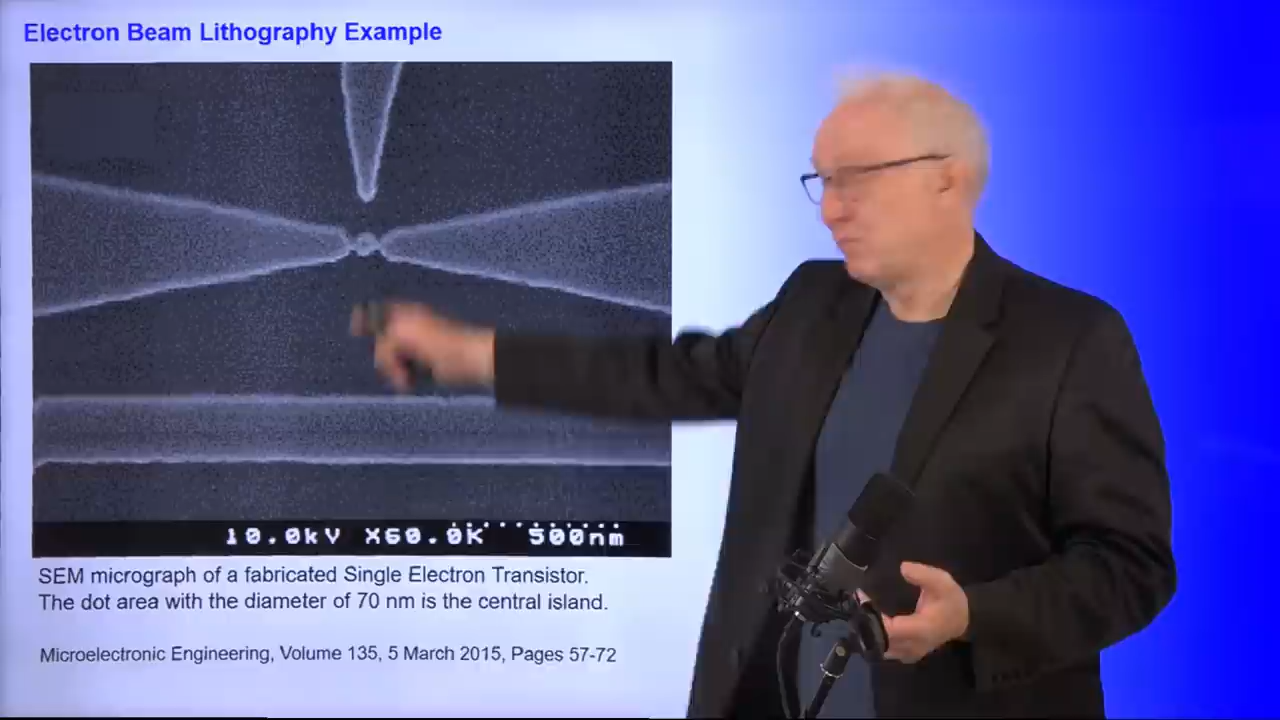 Electron Beam Lithography Example
10.0kV X60.0K 500nm
SEM micrograph of a fabricated Single Electron Transistor.
The dot area with the diameter of 70 nm is the central island.
Microelectronic Engineering, Volume 135, 5 March 2015, Pages 57-72